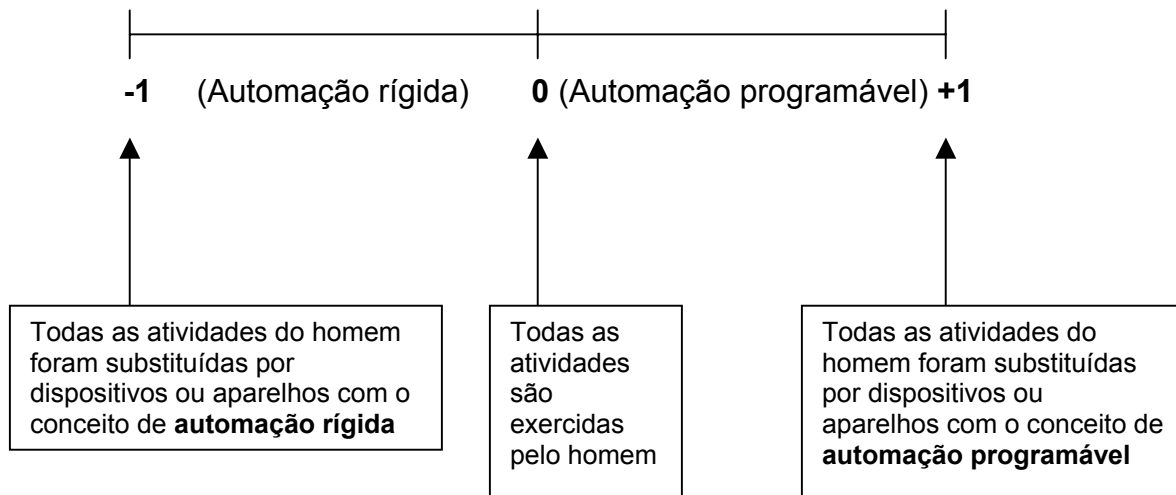 -1 (Automação rígida) 0 (Automação programável) +1
Todas as atividades do homem
foram substituídas por
dispositivos ou aparelhos com o
conceito de automação rígida
Todas as
atividades
são
exercidas
pelo homem
Todas as atividades do
homem foram substituídas
por dispositivos ou
aparelhos com o conceito de
automação programável